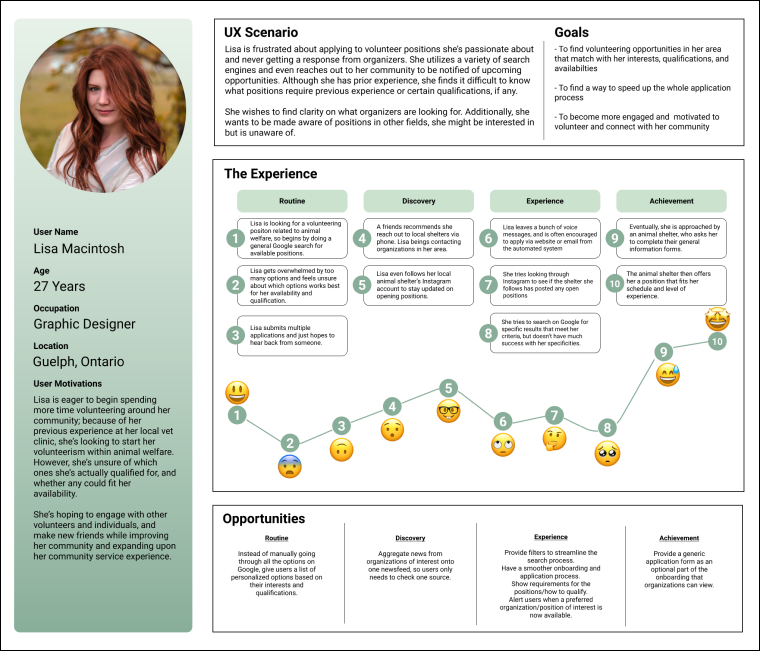 User Name
Lisa Macintosh
Age
27 Years
Occupation
Graphic Designer
Location
Guelph, Ontario
User Motivations
Lisa is eager to begin spending
more time volunteering around her
community; because of her
previous experience at her local vet
clinic, she's looking to start her
volunteerism within animal welfare.
However, she's unsure of which
ones she's actually qualified for, and
whether any could fit her
availability.
She's hoping to engage with other
volunteers and individuals, and
make new friends while improving
her community and expanding upon
her community service experience.
UX Scenario
Lisa is frustrated about applying to volunteer positions she's passionate about
and never getting a response from organizers. She utilizes a variety of search
engines and even reaches out to her community to be notified of upcoming
opportunities. Although she has prior experience, she finds it difficult to know
what positions require previous experience or certain qualifications, if any.
She wishes to find clarity on what organizers are looking for. Additionally, she
wants to be made aware of positions in other fields, she might be interested in
but is unaware of.
Goals
- To find volunteering opportunities in her area
that match with her interests, qualifications, and
availabilties
- To find a way to speed up the whole application
process
- To become more engaged and motivated to
volunteer and connect with her community
The Experience
Routine
1
Lisa is looking for a volunteering
positon related to animal
welfare, so begins by doing a
general Google search for
available positions.
2
Lisa gets overwhelmed by too
many options and feels unsure
about which options works best
for her availability and
qualification.
3
Lisa submits multiple
applications and just hopes to
hear back from someone.
Discovery
4
A friends recommends she
reach out to local shelters via
phone. Lisa beings contacting
organizations in her area.
5
Lisa even follows her local
animal shelter's Instagram
account to stay updated on
opening positions.
Experience
6
Lisa leaves a bunch of voice
messages, and is often encouraged
to apply via website or email from
the automated system
7
She tries looking through
Instagram to see if the shelter she
she follows has posted any open
positions
8
She tries to search on Google for
specific results that meet her
criteria, but doesn't have much
success with her specificities.
Achievement
9
Eventually, she is approached by
an animal shelter, who asks her
to complete their general
information forms.
10
The animal shelter then offers
her a position that fits her
schedule and level of
experience.
1
2
3
4
5
6
7
8
9
10
Opportunities
Routine
Instead of manually going
through all the options on
Google, give users a list of
personalized options based on
their interests and
qualifications.
Discovery
Aggregate news from
organizations of interest onto
one newsfeed, so users only
needs to check one source.
Experience
Provide filters to streamline the
search process.
Have a smoother onboarding and
application process.
Show requirements for the
positions/how to qualify.
Alert users when a preferred
organization/position of interest is
now available.
Achievement
Provide a generic
application form as an
optional part of the
onboarding that
organizations can view.